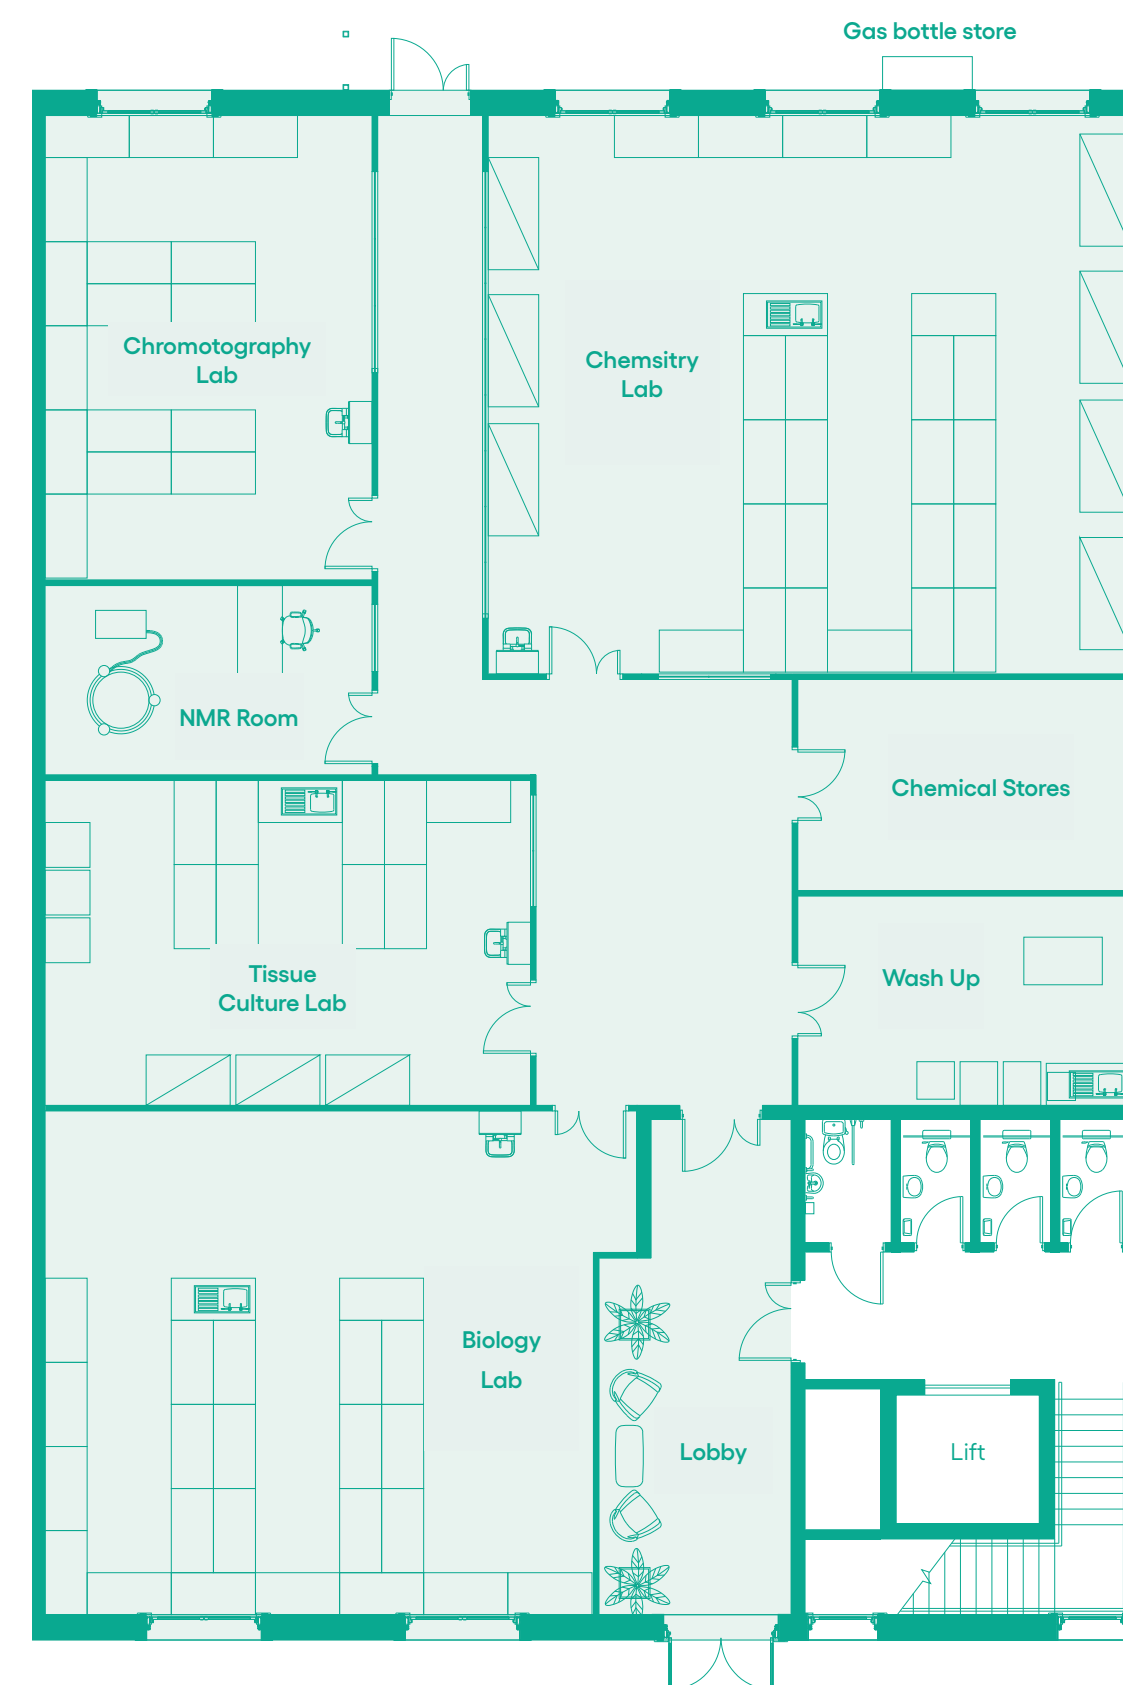 Gas bottle store
Chromotography
Lab
Chemsitry
Lab
NMR Room
Chemical Stores
Tissue
Culture Lab
Wash Up
Biology
Lab
Lobby
Lift